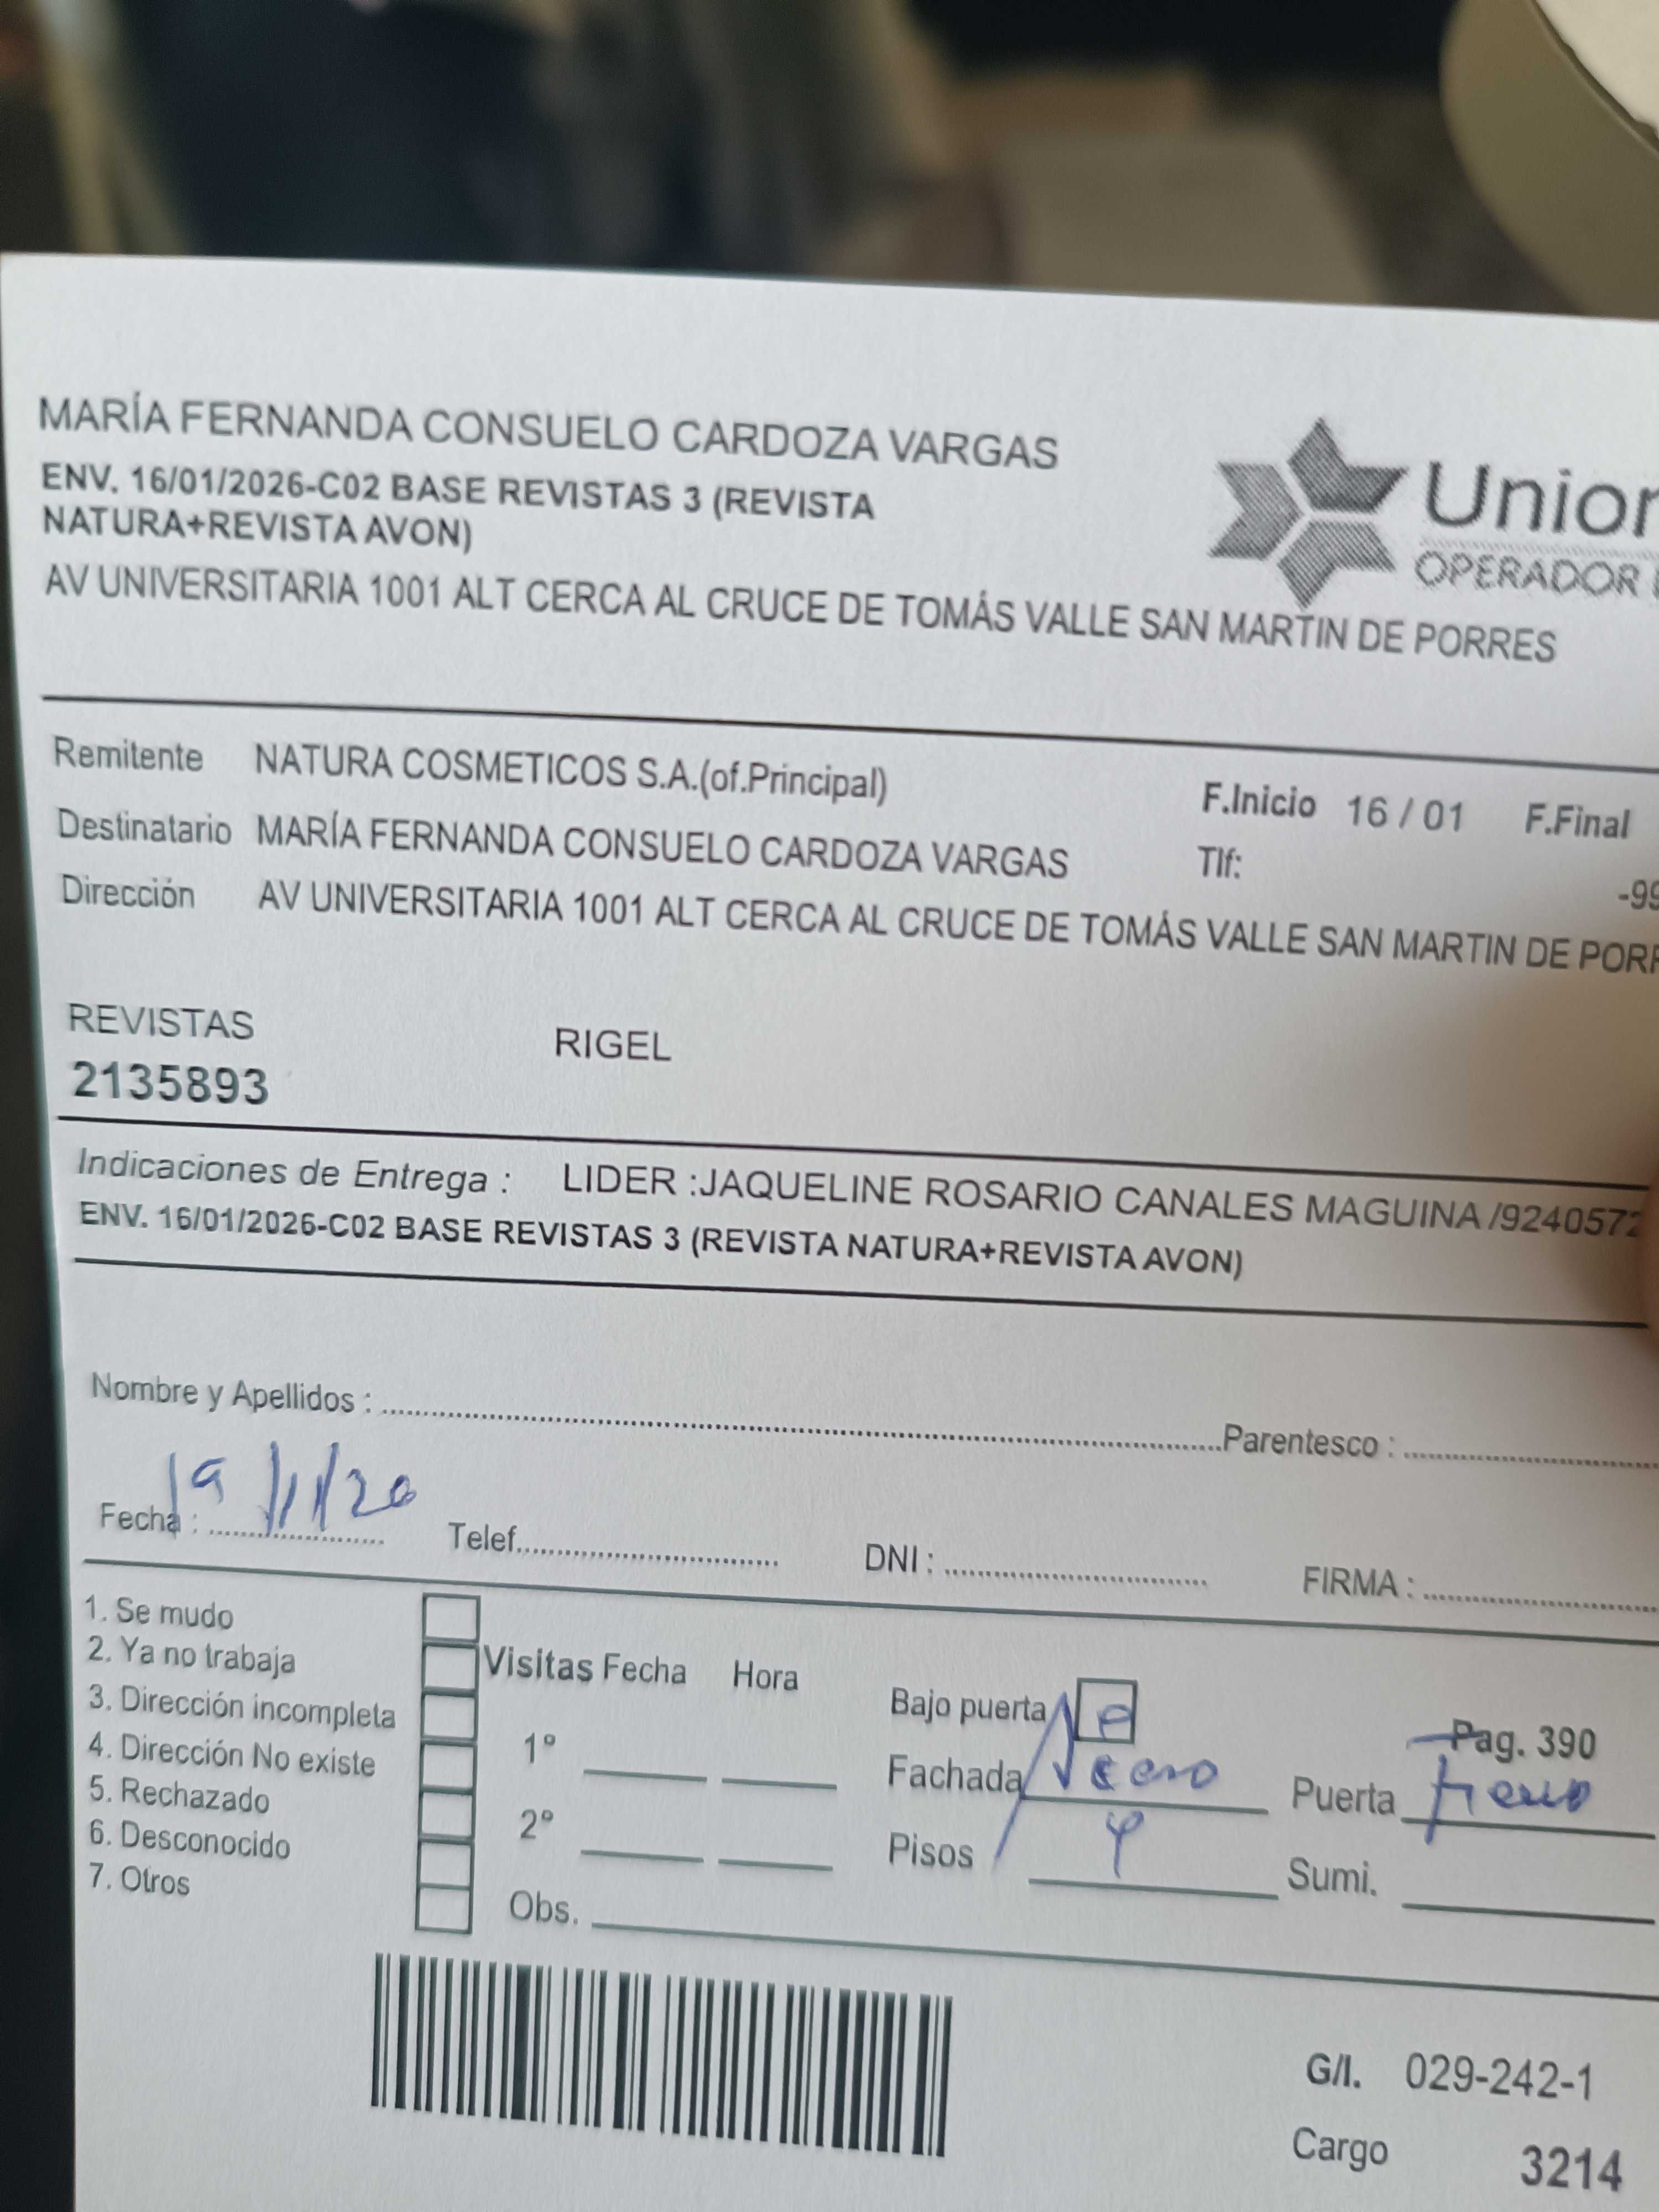 MARÍA FERNANDA CONSUELO CARDOZA VARGAS
ENV. 16/01/2026-C02 BASE REVISTAS 3 (REVISTA
NATURA+REVISTA AVON)
Union
OPERADOR
AV UNIVERSITARIA 1001 ALT CERCA AL CRUCE DE TOMÁS VALLE SAN MARTIN DE PORRES
Remitente NATURA COSMETICOS S.A.(of.Principal) F.Inicio 16 / 01 F.Final
Destinatario MARÍA FERNANDA CONSUELO CARDOZA VARGAS Tlf: -99
Dirección AV UNIVERSITARIA 1001 ALT CERCA AL CRUCE DE TOMÁS VALLE SAN MARTIN DE PORR
REVISTAS RIGEL
2135893
Indicaciones de Entrega : LIDER :JAQUELINE ROSARIO CANALES MAGUINA /9240572
ENV. 16/01/2026-C02 BASE REVISTAS 3 (REVISTA NATURA+REVISTA AVON)
Nombre y Apellidos : Parentesco :
Fecha : Telef. DNI : FIRMA :
1. Se mudo
2. Ya no trabaja
3. Dirección incompleta
4. Dirección No existe
5. Rechazado
6. Desconocido
7. Otros
Visitas Fecha Hora
1º
2º
Obs.
Bajo puerta Pag. 390
Fachada Puerta
Pisos Sumi.
G/I. 029-242-1
Cargo 3214